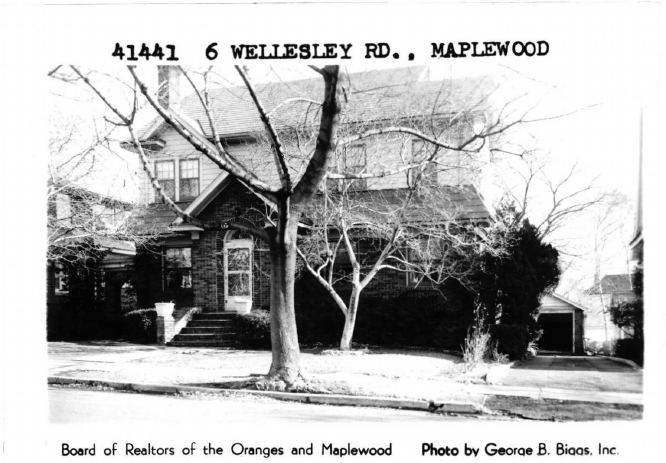 41441 6 WELLESLEY RD., MAPLEWOOD
Board of Realtors of the Oranges and Maplewood Photo by George B. Biggs, Inc.